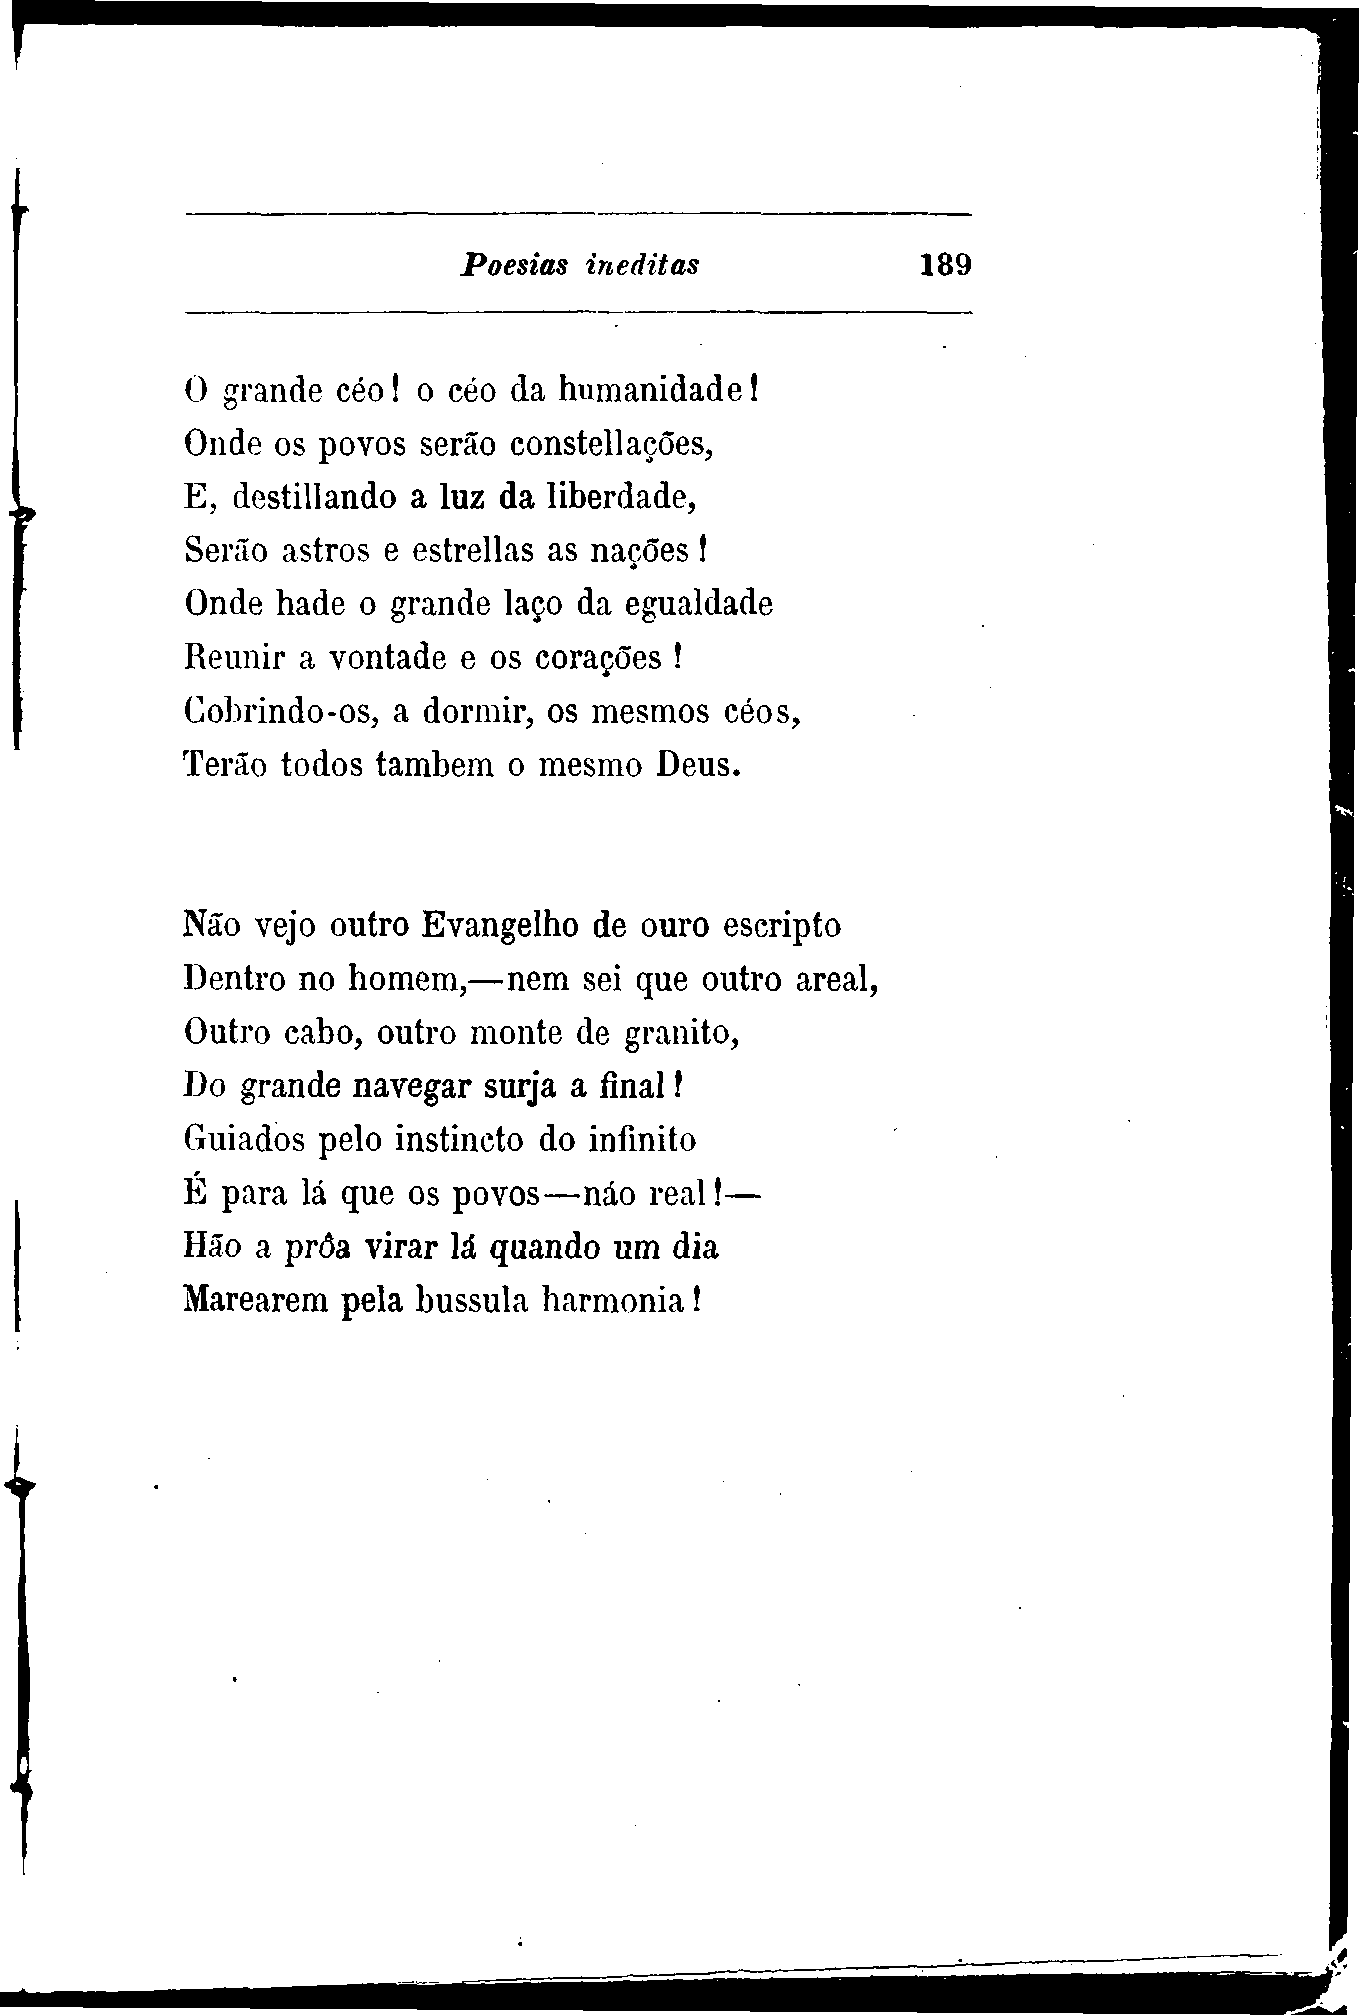 Poesias ineditas 189
O grande céo! o céo da humanidade!
Onde os povos serão constellações,
E, destillando a luz da liberdade,
Serão astros e estrellas as nações!
Onde hade o grande laço da egualdade
Reunir a vontade e os corações!
Cobrindo-os, a dormir, os mesmos céos,
Terão todos tambem o mesmo Deus.
Não vejo outro Evangelho de ouro escripto
Dentro no homem,—nem sei que outro areal,
Outro cabo, outro monte de granito,
Do grande navegar surja a final!
Guiados pelo instincto do infinito
É para lá que os povos—náo real!—
Hão a prôa virar lá quando um dia
Marearem pela bussula harmonia!